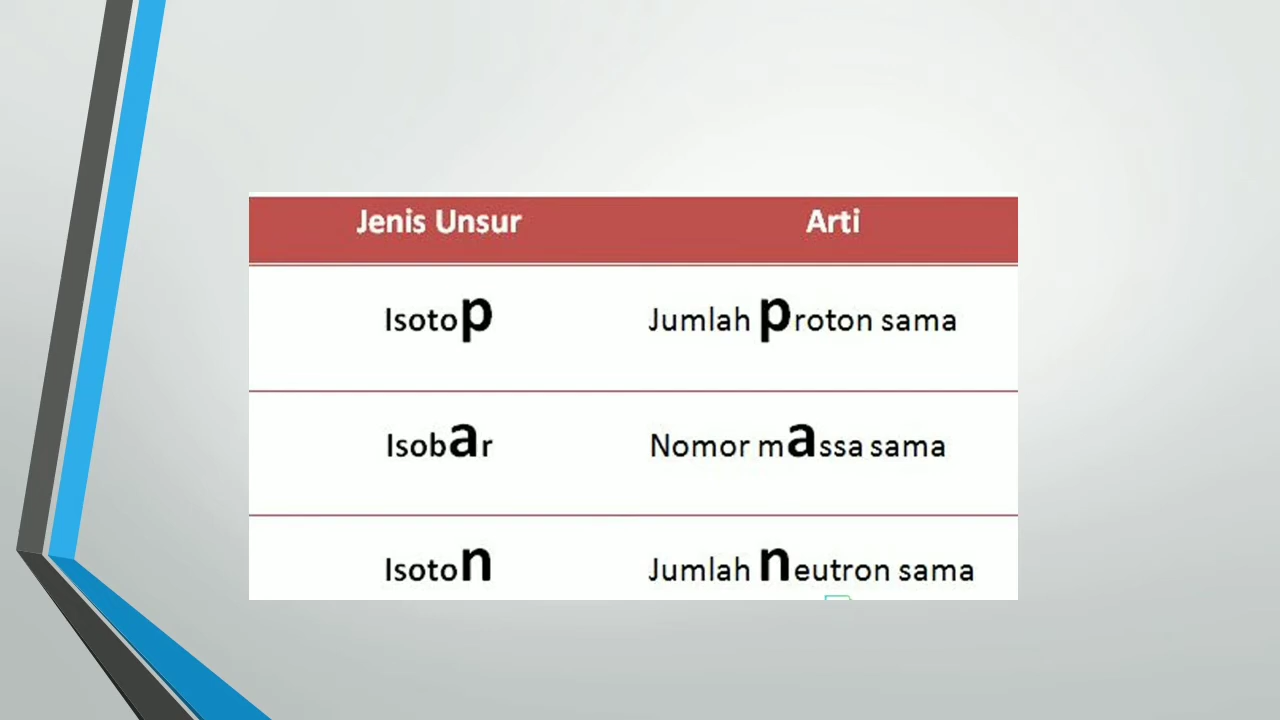 Jenis Unsur Arti
Isotop Jumlah proton sama
Isobar Nomor massa sama
Isoton Jumlah neutron sama